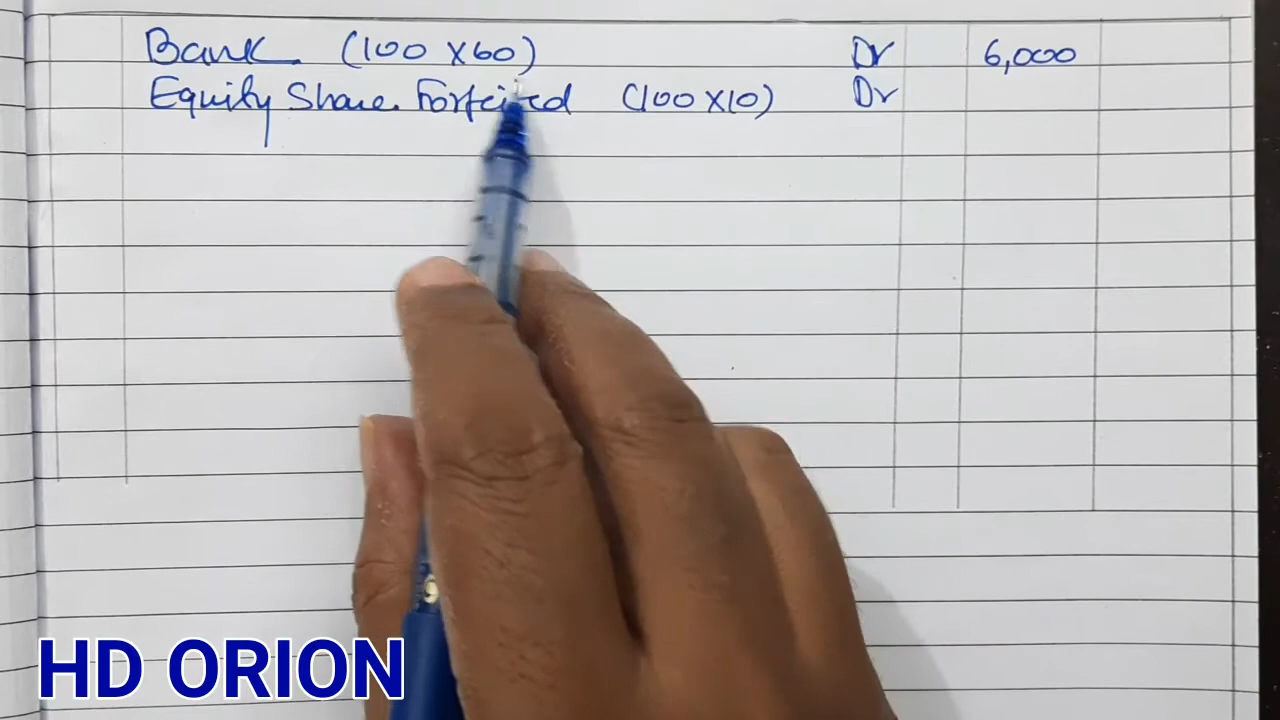 Bank. (100 x 60) Dr 6,000
Equity Share. Forfeited (100 x 10) Dr
HD ORION